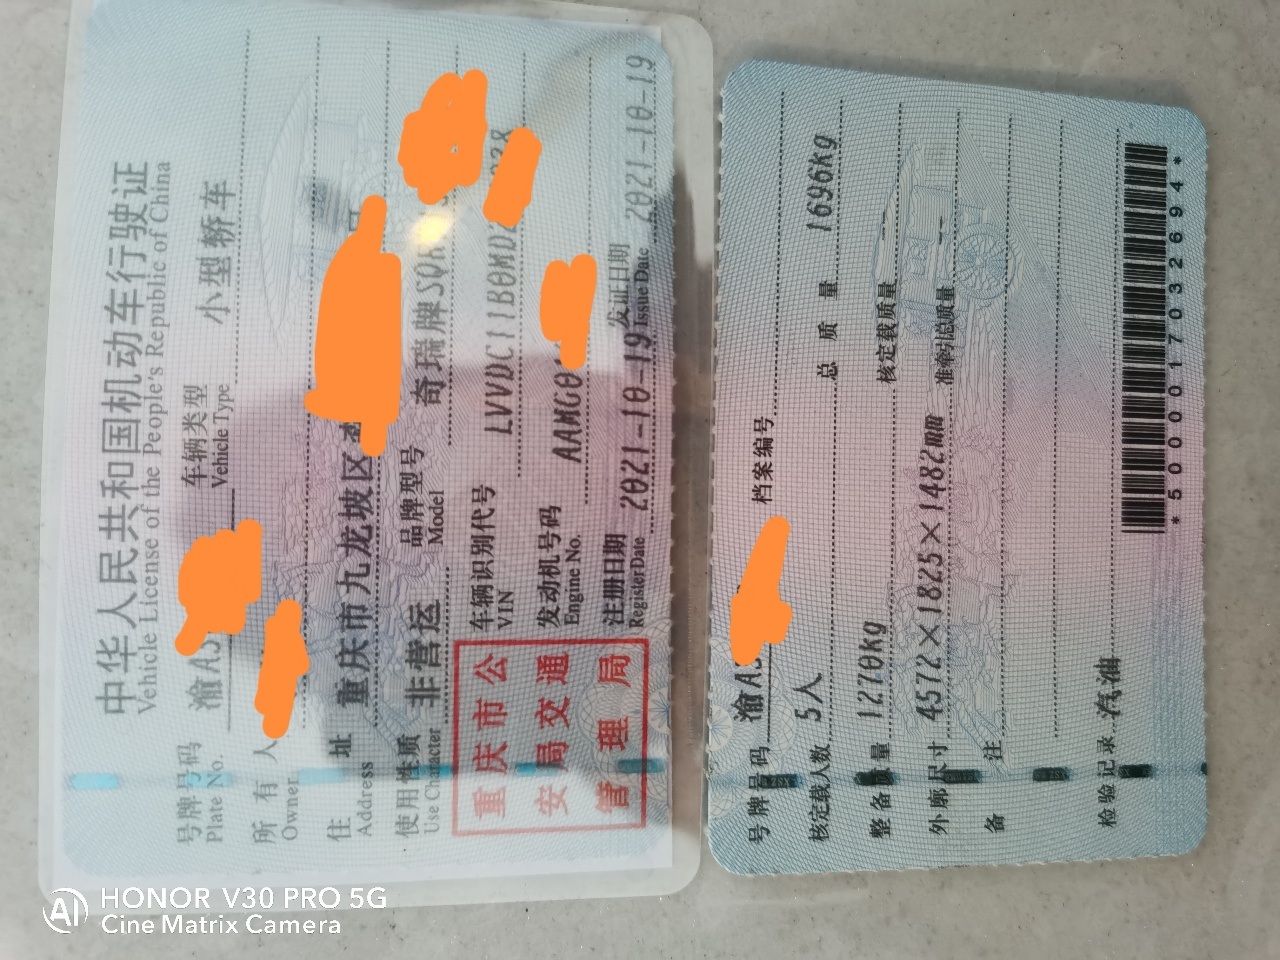 中华人民共和国机动车行驶证
Vehicle License of the People's Republic of China
号牌号码 渝A 车辆类型 小型轿车
Plate No. Vehicle Type
所有人
Owner
住址 重庆市九龙坡区
Address
使用性质 非营运 品牌型号 奇瑞牌SQR
Use Character Model
重庆市公
安局交通
管理局
车辆识别代号 LVVDC11B0MD
VIN
发动机号码 AAMG0
Engine No.
注册日期 2021-10-19 发证日期 2021-10-19
Register Date Issue Date
号牌号码 渝A 档案编号
核定载人数 5人 总质量 1696kg
整备质量 1270kg 核定载质量
外廓尺寸 4572×1825×1482mm 准牵引总质量 --
备注
检验记录 汽油
*5000017032694*
HONOR V30 PRO 5G
Cine Matrix Camera